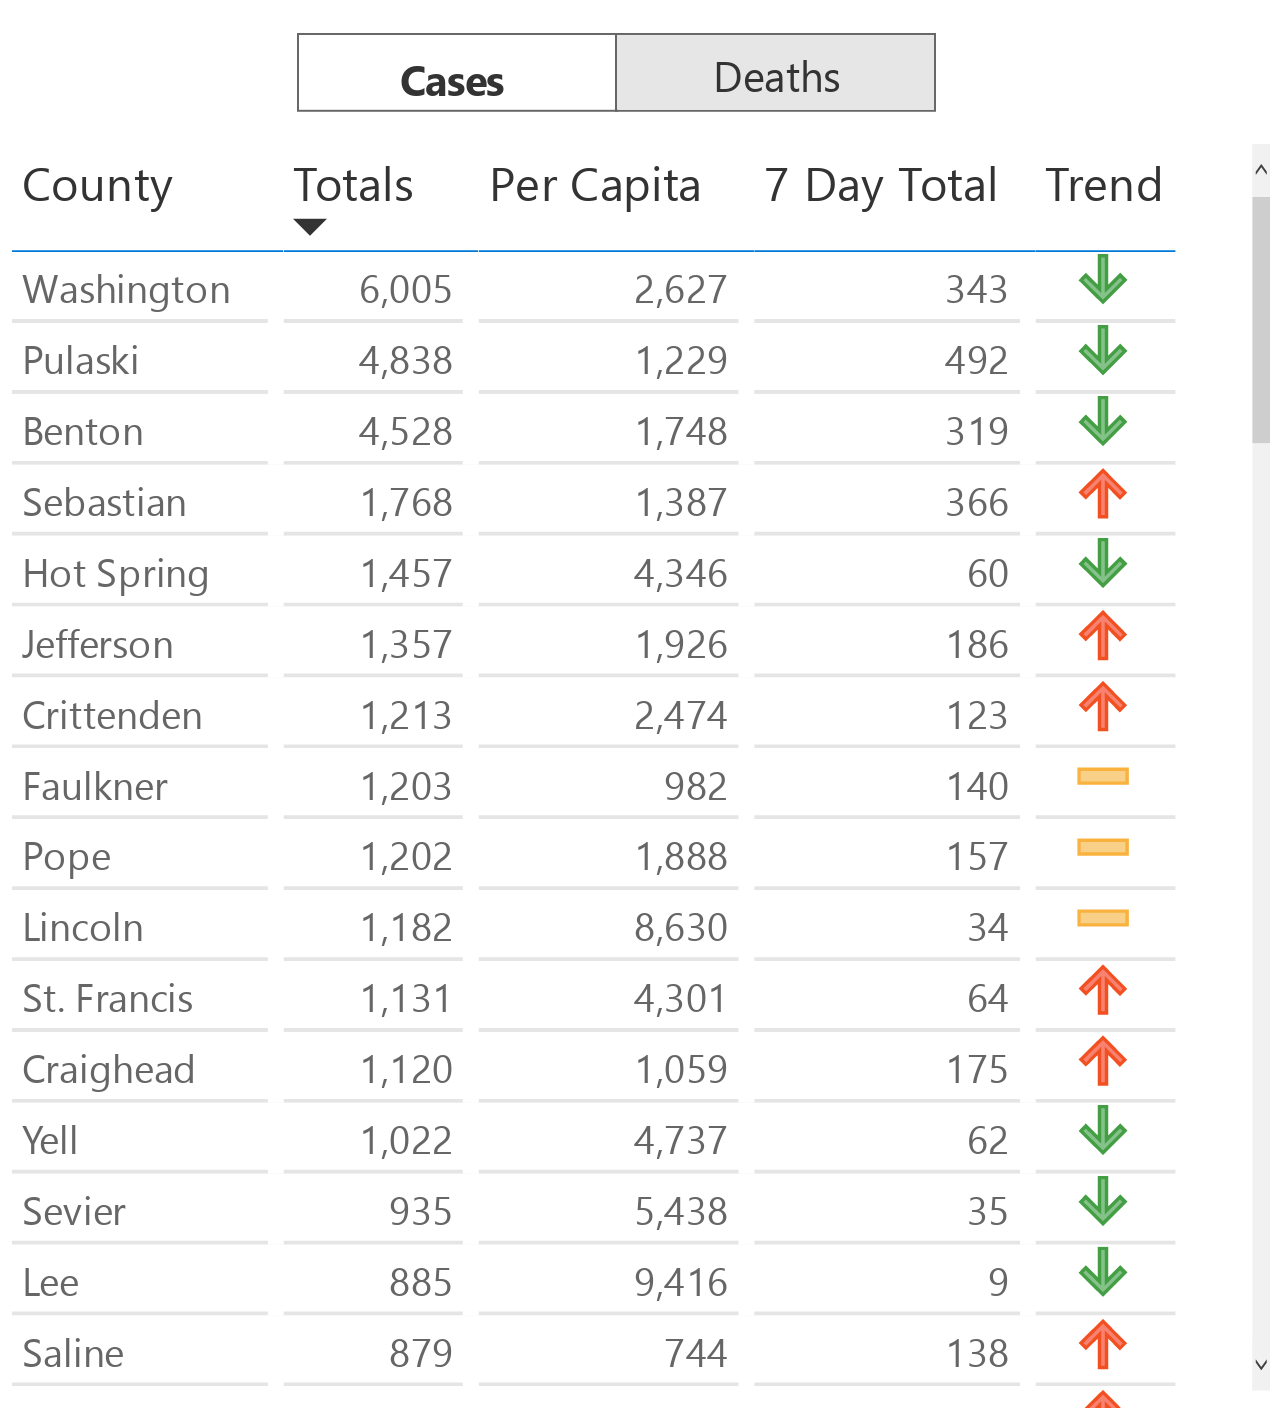 Cases Deaths
County Totals Per Capita 7 Day Total Trend
Washington 6,005 2,627 343
Pulaski 4,838 1,229 492
Benton 4,528 1,748 319
Sebastian 1,768 1,387 366
Hot Spring 1,457 4,346 60
Jefferson 1,357 1,926 186
Crittenden 1,213 2,474 123
Faulkner 1,203 982 140
Pope 1,202 1,888 157
Lincoln 1,182 8,630 34
St. Francis 1,131 4,301 64
Craighead 1,120 1,059 175
Yell 1,022 4,737 62
Sevier 935 5,438 35
Lee 885 9,416 9
Saline 879 744 138